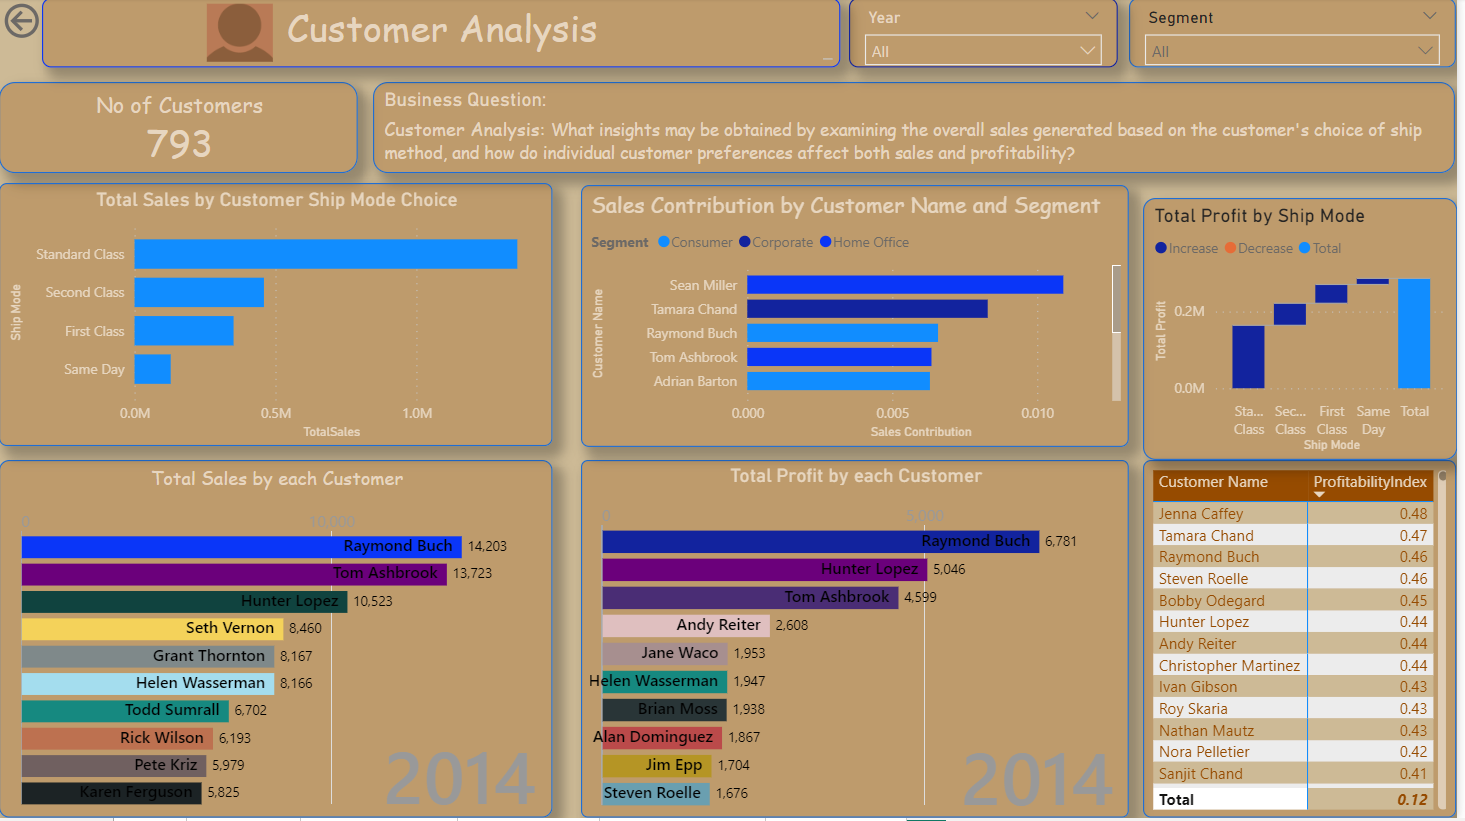 Customer Analysis
Year
All
Segment
All
No of Customers
793
Business Question:
Customer Analysis: What insights may be obtained by examining the overall sales generated based on the customer's choice of ship
method, and how do individual customer preferences affect both sales and profitability?
Total Sales by Customer Ship Mode Choice
Ship Mode
Standard Class
Second Class
First Class
Same Day
0.0M 0.5M 1.0M
TotalSales
Sales Contribution by Customer Name and Segment
Segment Consumer Corporate Home Office
Customer Name
Sean Miller
Tamara Chand
Raymond Buch
Tom Ashbrook
Adrian Barton
0.000 0.005 0.010
Sales Contribution
Total Profit by Ship Mode
Increase Decrease Total
Total Profit
0.2M
0.0M
Sta... Sec... First Same Total
Class Class Class Day
Ship Mode
Total Sales by each Customer
0 10,000
Raymond Buch 14,203
Tom Ashbrook 13,723
Hunter Lopez 10,523
Seth Vernon 8,460
Grant Thornton 8,167
Helen Wasserman 8,166
Todd Sumrall 6,702
Rick Wilson 6,193
Pete Kriz 5,979
Karen Ferguson 5,825
2014
Total Profit by each Customer
0 5,000
Raymond Buch 6,781
Hunter Lopez 5,046
Tom Ashbrook 4,599
Andy Reiter 2,608
Jane Waco 1,953
Helen Wasserman 1,947
Brian Moss 1,938
Alan Dominguez 1,867
Jim Epp 1,704
Steven Roelle 1,676
2014
Customer Name ProfitabilityIndex
Jenna Caffey 0.48
Tamara Chand 0.47
Raymond Buch 0.46
Steven Roelle 0.46
Bobby Odegard 0.45
Hunter Lopez 0.44
Andy Reiter 0.44
Christopher Martinez 0.44
Ivan Gibson 0.43
Roy Skaria 0.43
Nathan Mautz 0.43
Nora Pelletier 0.42
Sanjit Chand 0.41
Total 0.12